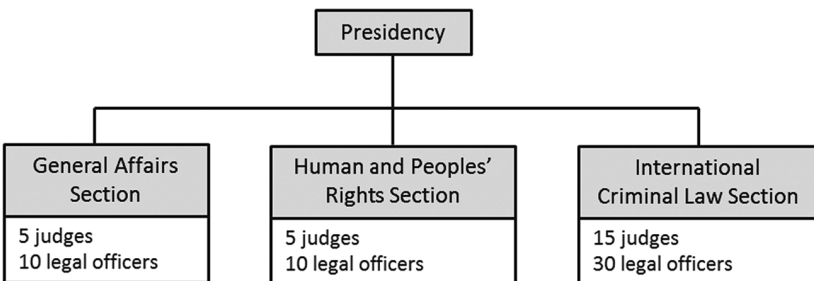 Presidency
General Affairs
Section
5 judges
10 legal officers
Human and Peoples'
Rights Section
5 judges
10 legal officers
International
Criminal Law Section
15 judges
30 legal officers